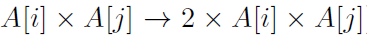 A[i] × A[j] → 2 × A[i] × A[j]